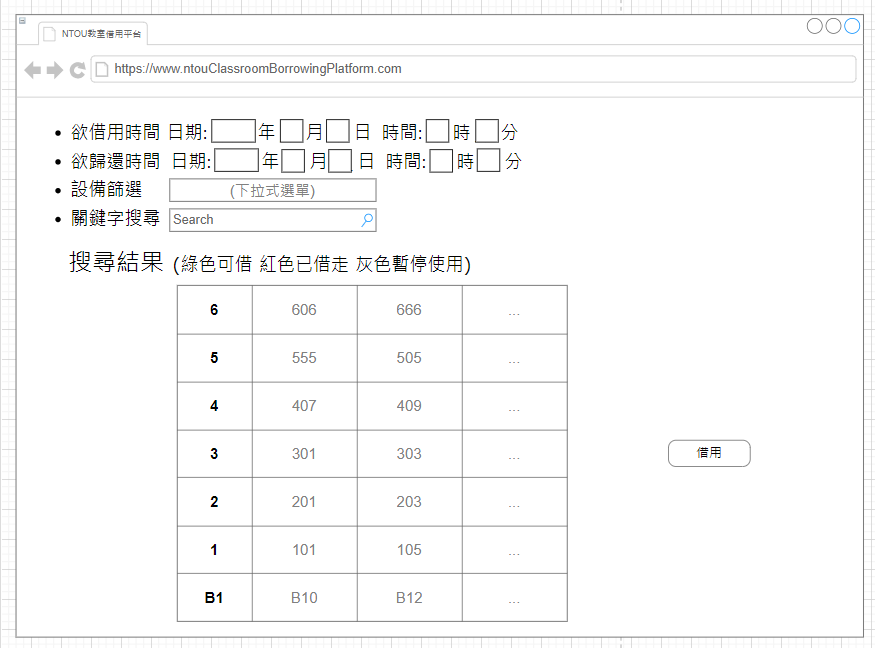 NTOU教室借用平台
https://www.ntouClassroomBorrowingPlatform.com
• 欲借用時間 日期: 年 月 日 時間: 時 分
• 欲歸還時間 日期: 年 月 日 時間: 時 分
• 設備篩選 (下拉式選單)
• 關鍵字搜尋 Search
搜尋結果 (綠色可借 紅色已借走 灰色暫停使用)
6 606 666 ...
5 555 505 ...
4 407 409 ...
3 301 303 ...
借用
2 201 203 ...
1 101 105 ...
B1 B10 B12 ...